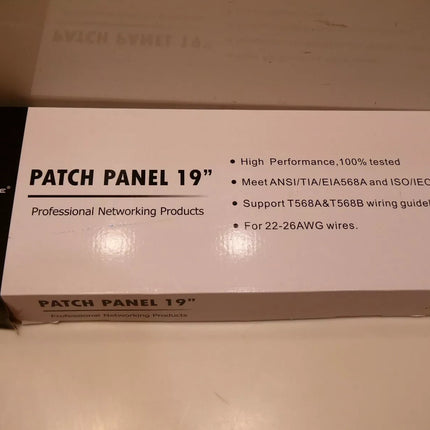 PATCH PANEL 19"
Professional Networking Products
• High Performance,100% tested
• Meet ANSI/TIA/EIA568A and ISO/IEC
• Support T568A&T568B wiring
• For 22-26AWG wires.
PATCH PANEL 19"
Professional Networking Products